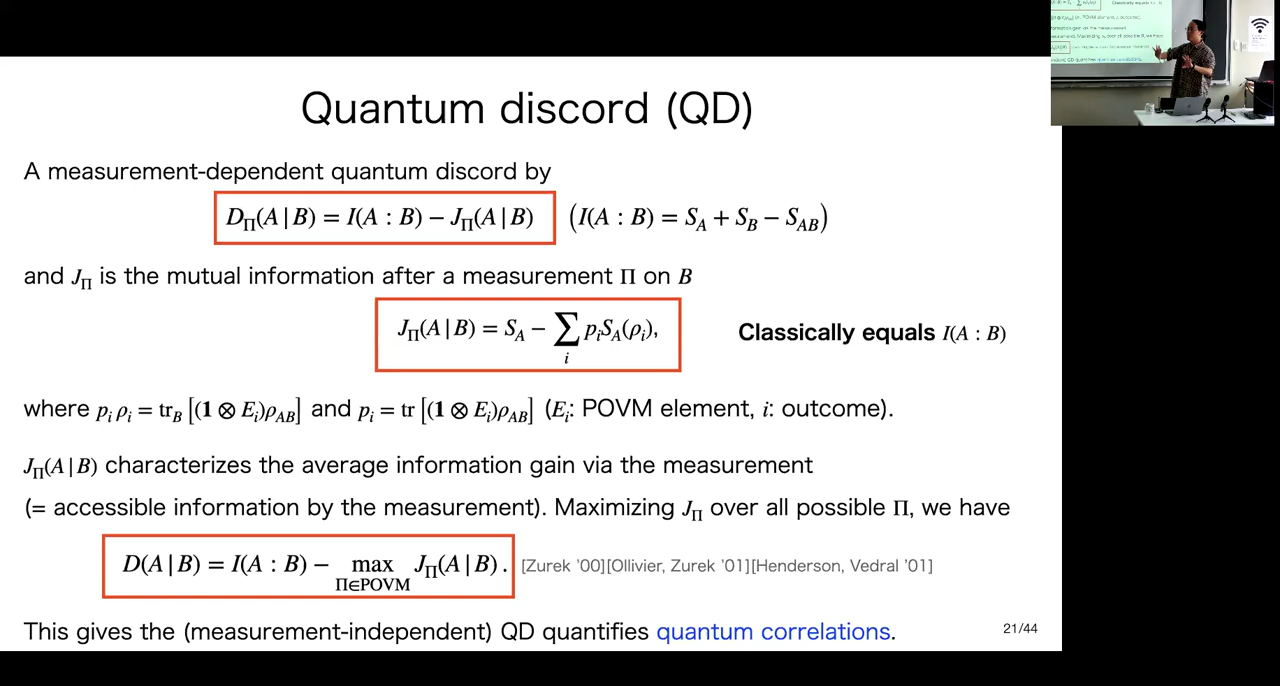 Quantum discord (QD)
A measurement-dependent quantum discord by
D_Π(A|B) = I(A : B) − J_Π(A|B) (I(A : B) = S_A + S_B − S_AB)
and J_Π is the mutual information after a measurement Π on B
J_Π(A|B) = S_A − ∑_i p_i S_A(ρ_i), Classically equals I(A : B)
where p_i ρ_i = tr_B [(1 ⊗ E_i)ρ_AB] and p_i = tr [(1 ⊗ E_i)ρ_AB] (E_i: POVM element, i: outcome).
J_Π(A|B) characterizes the average information gain via the measurement
(= accessible information by the measurement). Maximizing J_Π over all possible Π, we have
D(A|B) = I(A : B) − max_{Π∈POVM} J_Π(A|B). [Zurek '00][Ollivier, Zurek '01][Henderson, Vedral '01]
This gives the (measurement-independent) QD quantifies quantum correlations.
21/44